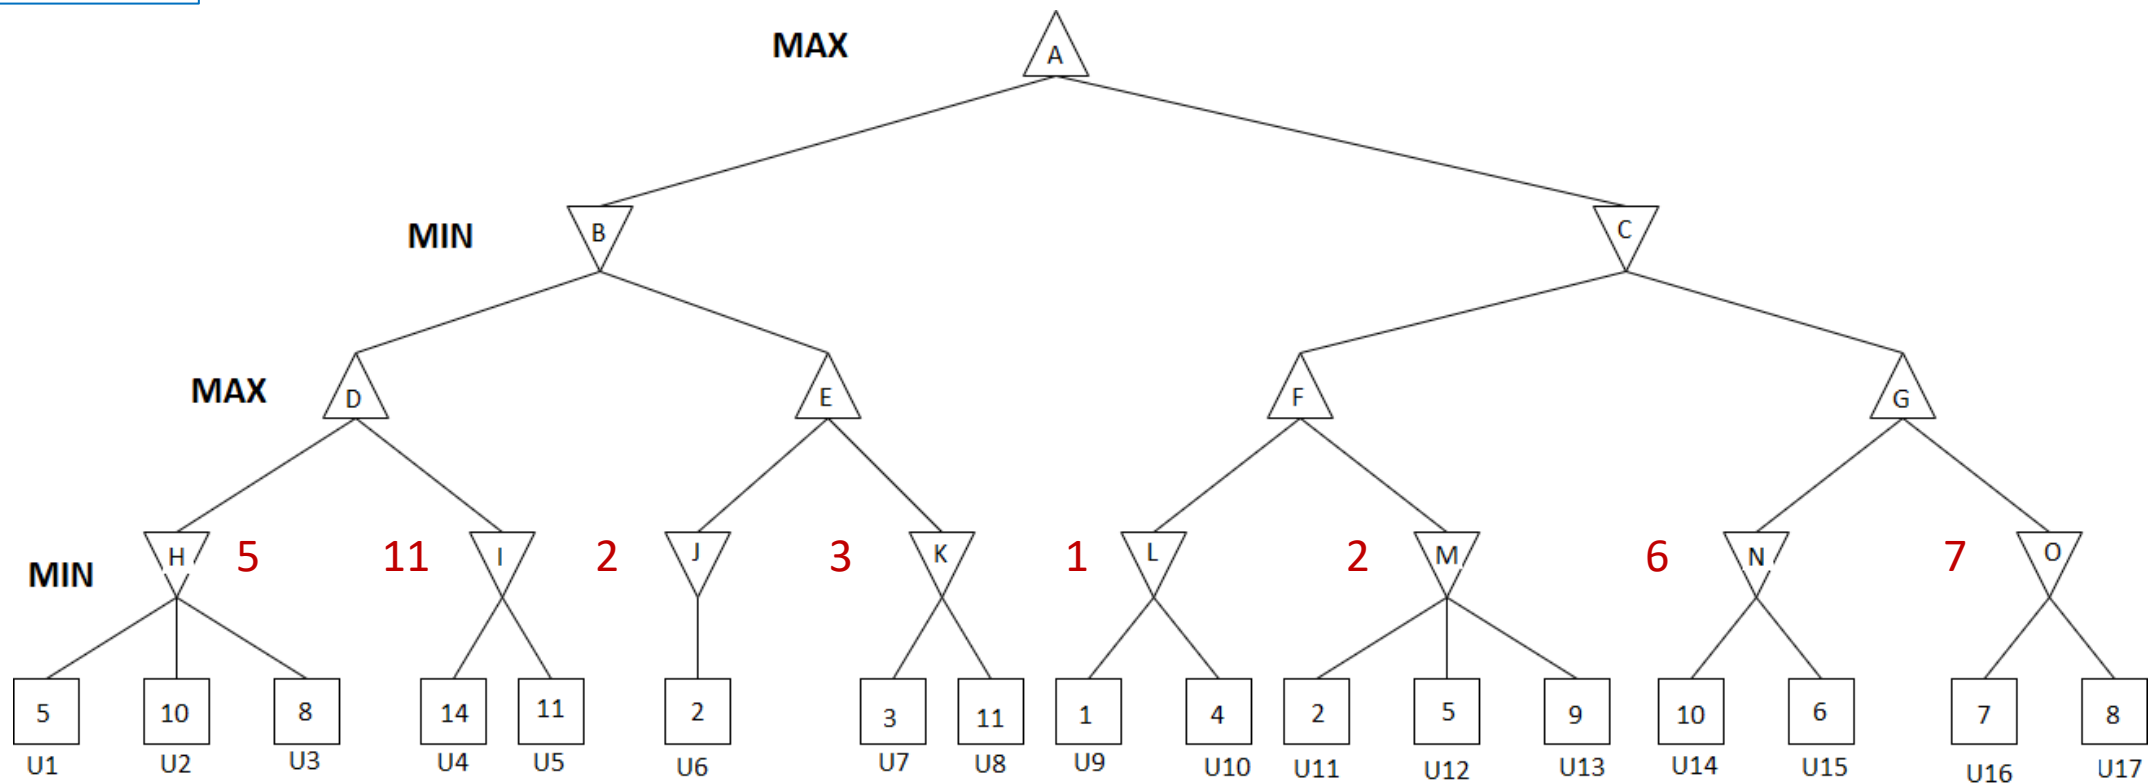 MAX A
MIN B C
MAX D E F G
MIN H 5 11 I 2 J 3 K 1 L 2 M 6 N 7 O
5 10 8 14 11 2 3 11 1 4 2 5 9 10 6 7 8
U1 U2 U3 U4 U5 U6 U7 U8 U9 U10 U11 U12 U13 U14 U15 U16 U17